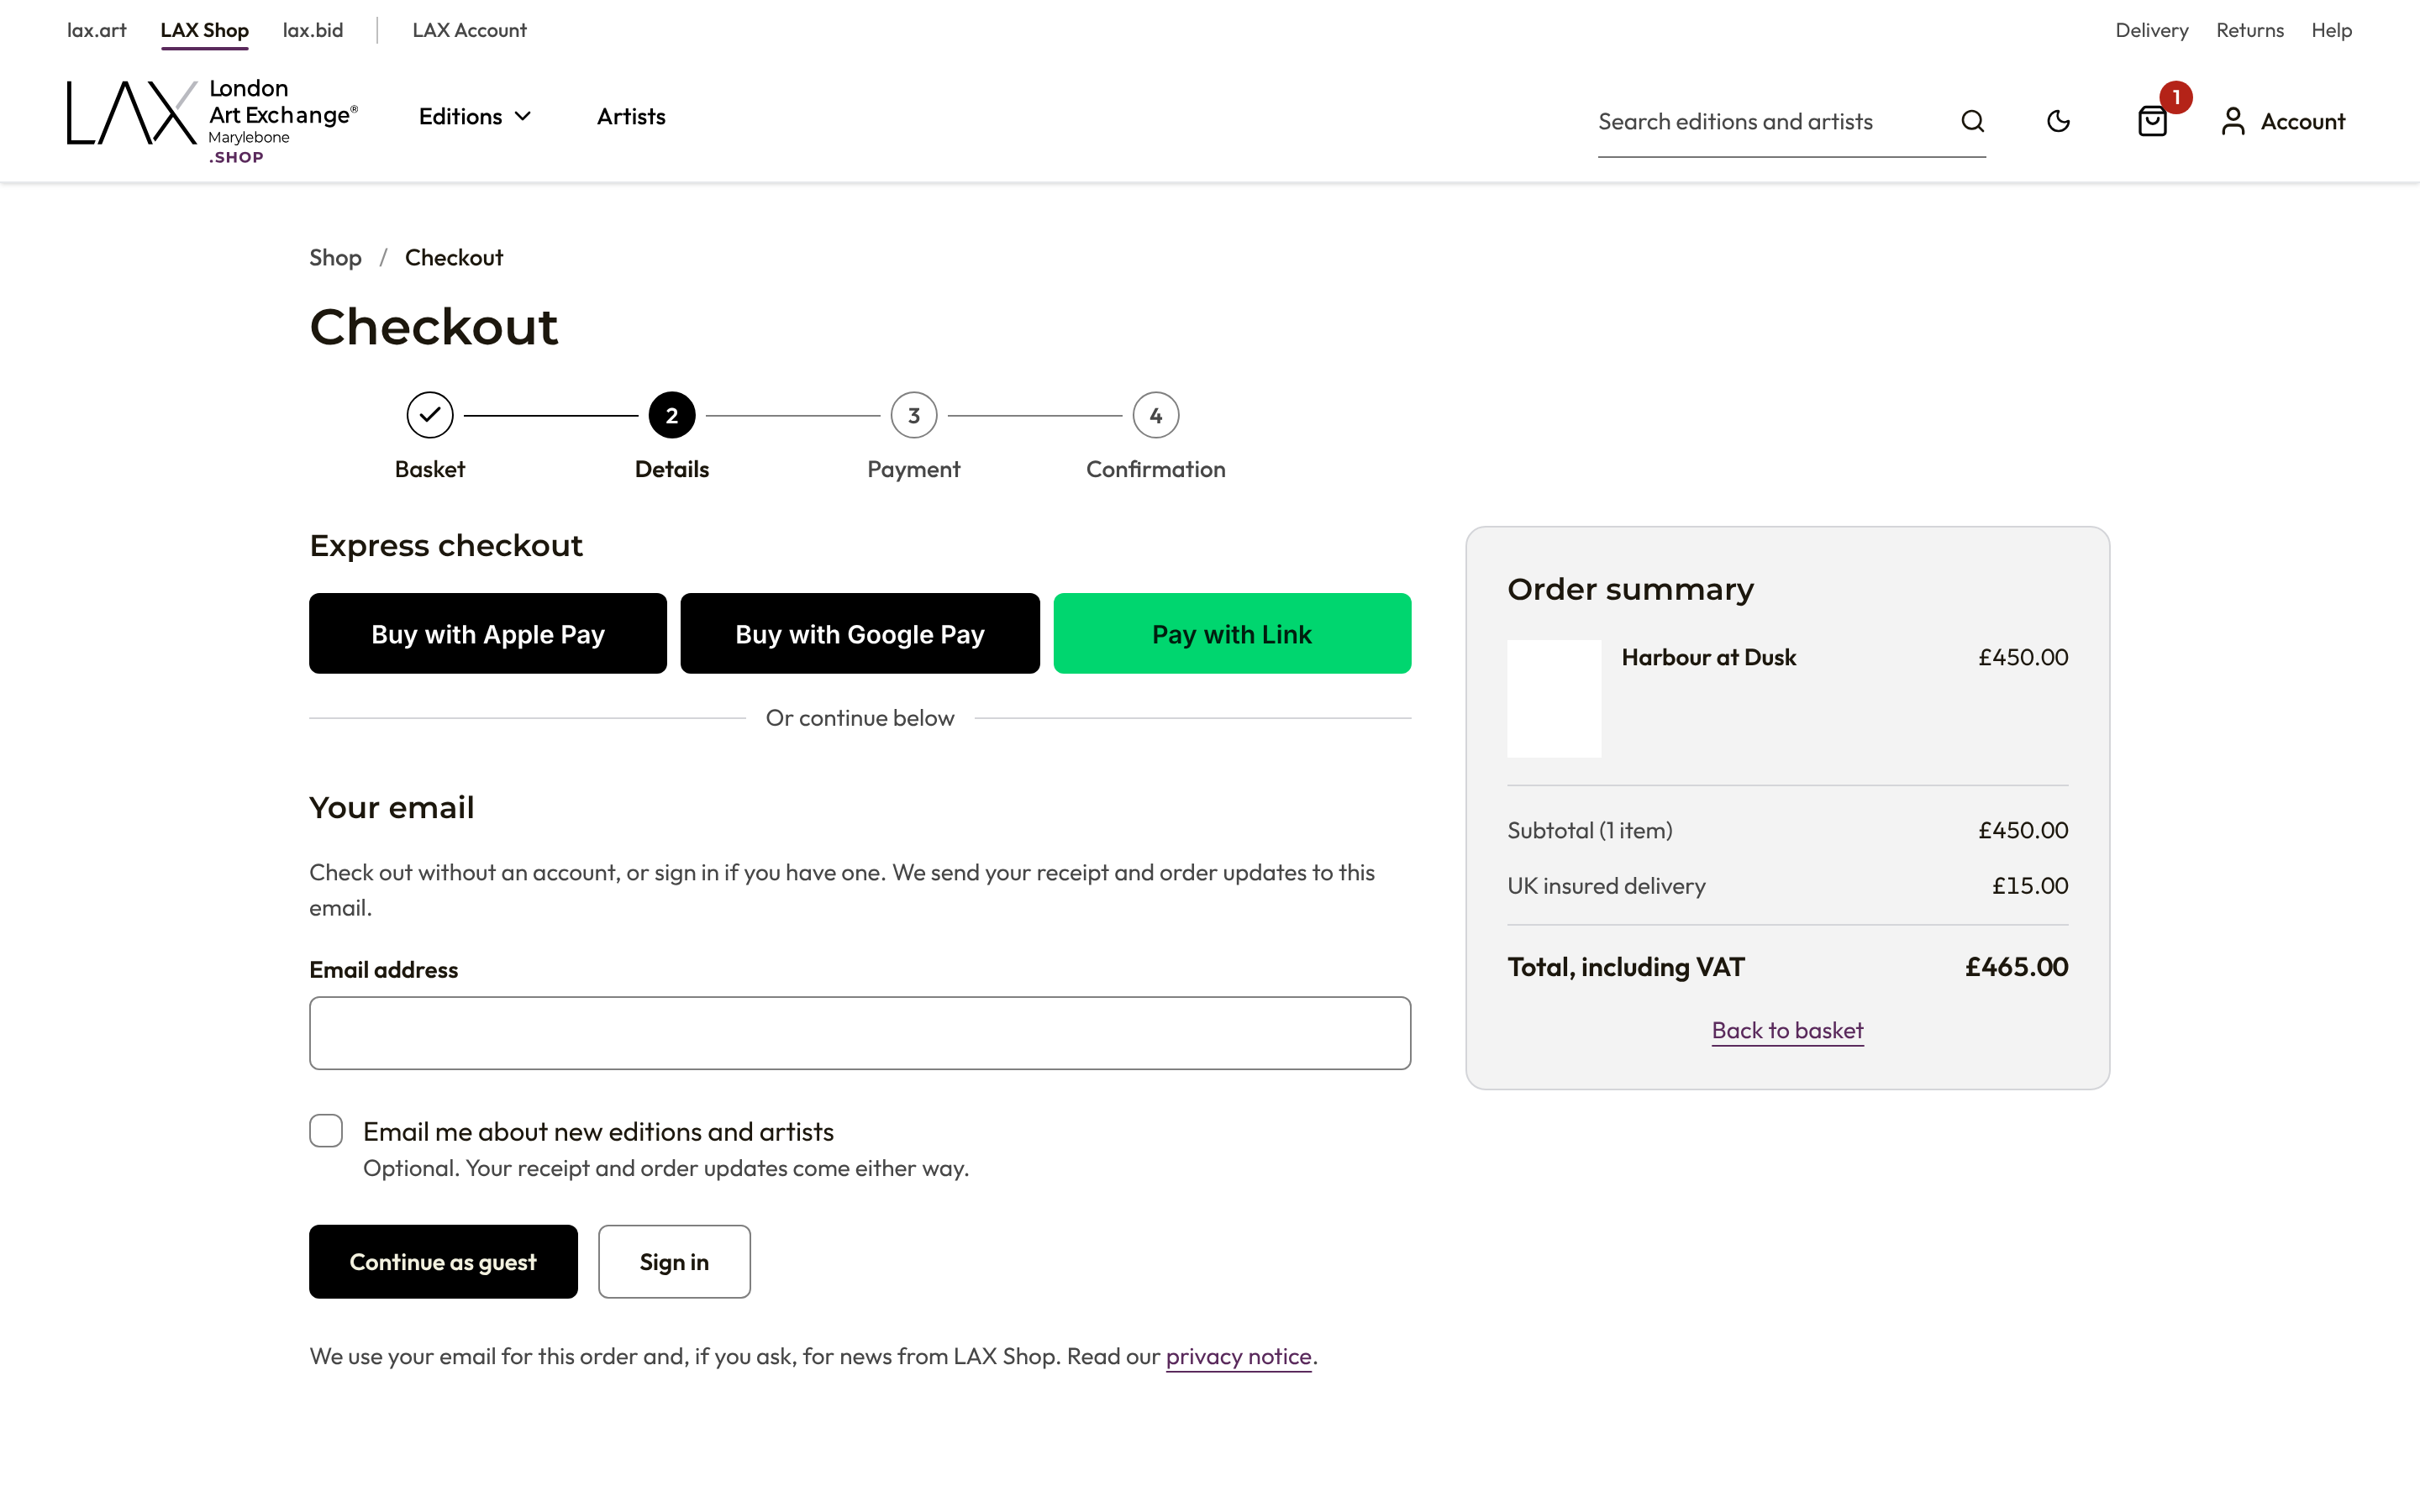 lax.art LAX Shop lax.bid LAX Account Delivery Returns Help
LAX London
Art Exchange®
Marylebone
.SHOP
Editions Artists Search editions and artists 1 Account
Shop / Checkout
Checkout
2 3 4
Basket Details Payment Confirmation
Express checkout
Buy with Apple Pay Buy with Google Pay Pay with Link
Or continue below
Your email
Check out without an account, or sign in if you have one. We send your receipt and order updates to this
email.
Email address
Email me about new editions and artists
Optional. Your receipt and order updates come either way.
Continue as guest Sign in
We use your email for this order and, if you ask, for news from LAX Shop. Read our privacy notice.
Order summary
Harbour at Dusk £450.00
Subtotal (1 item) £450.00
UK insured delivery £15.00
Total, including VAT £465.00
Back to basket